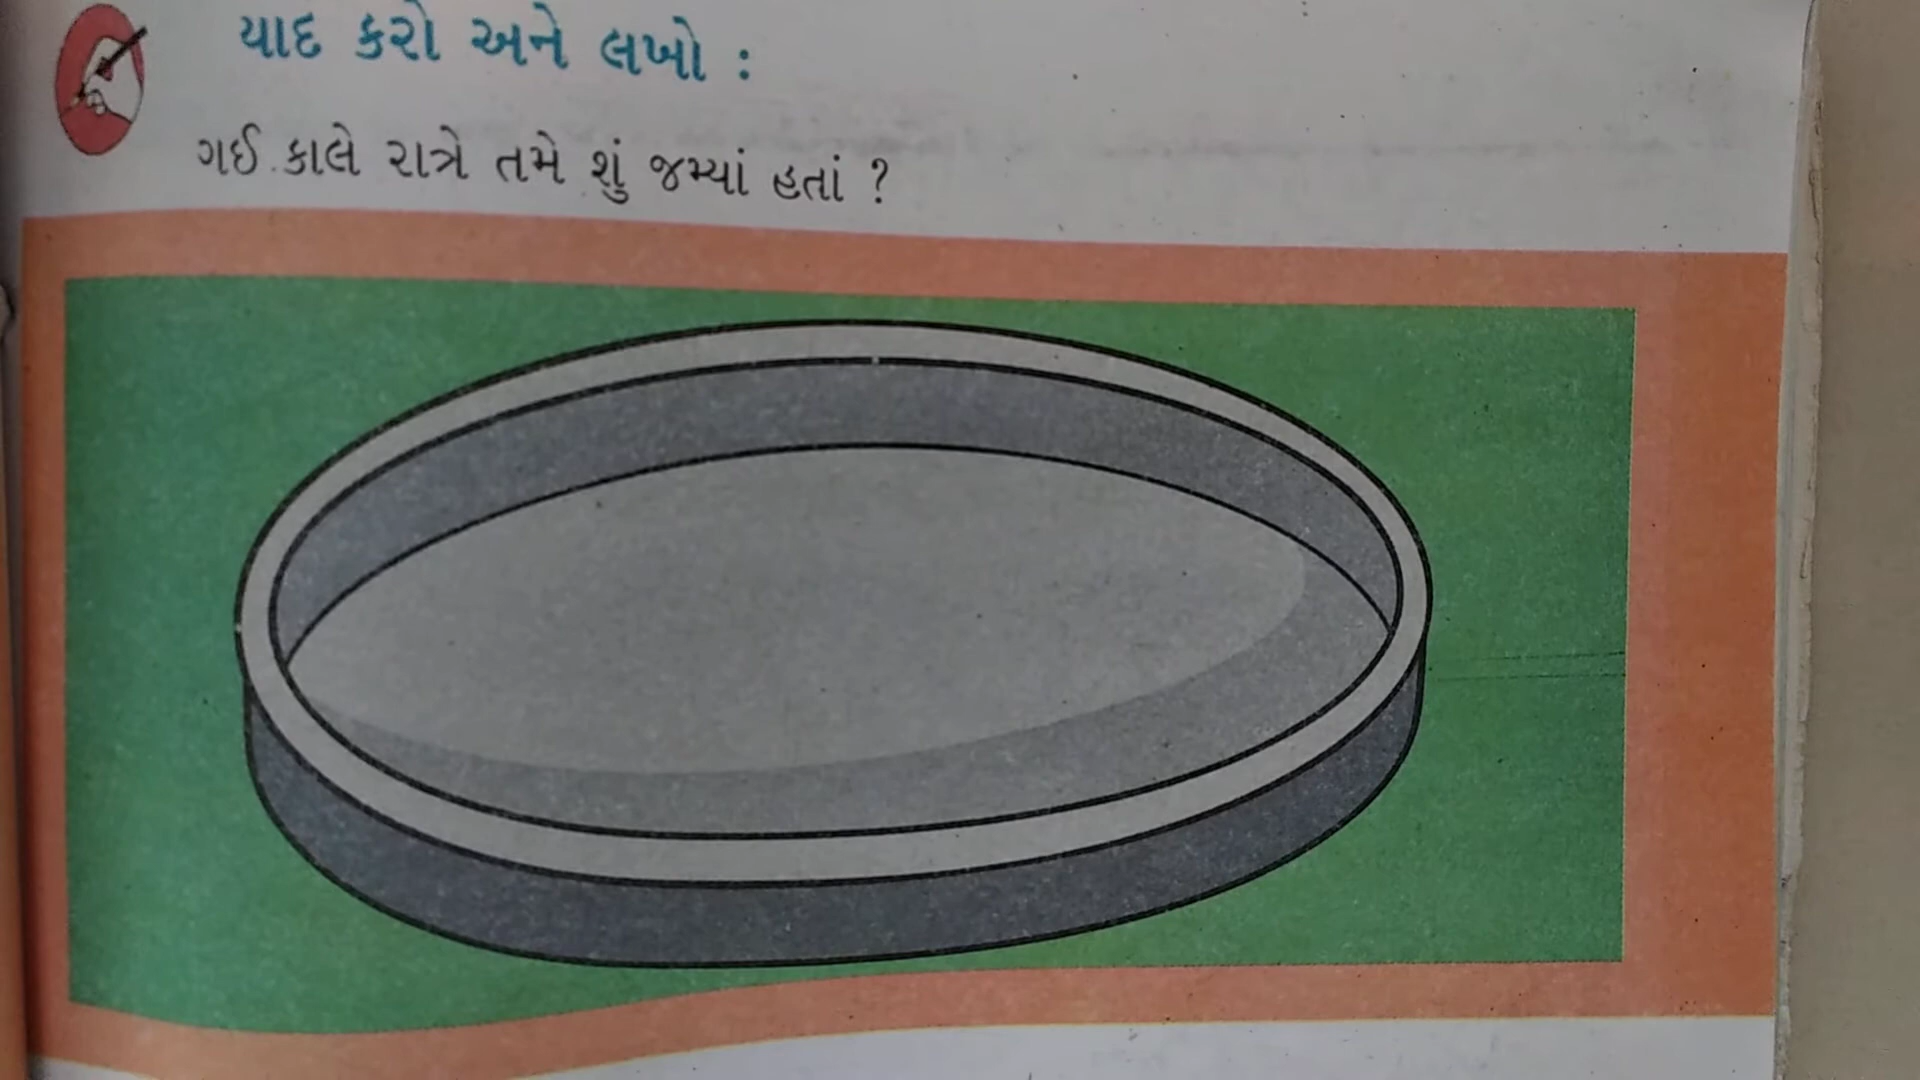 યાદ કરો અને લખો :
ગઈ કાલે રાત્રે તમે શું જમ્યાં હતાં ?